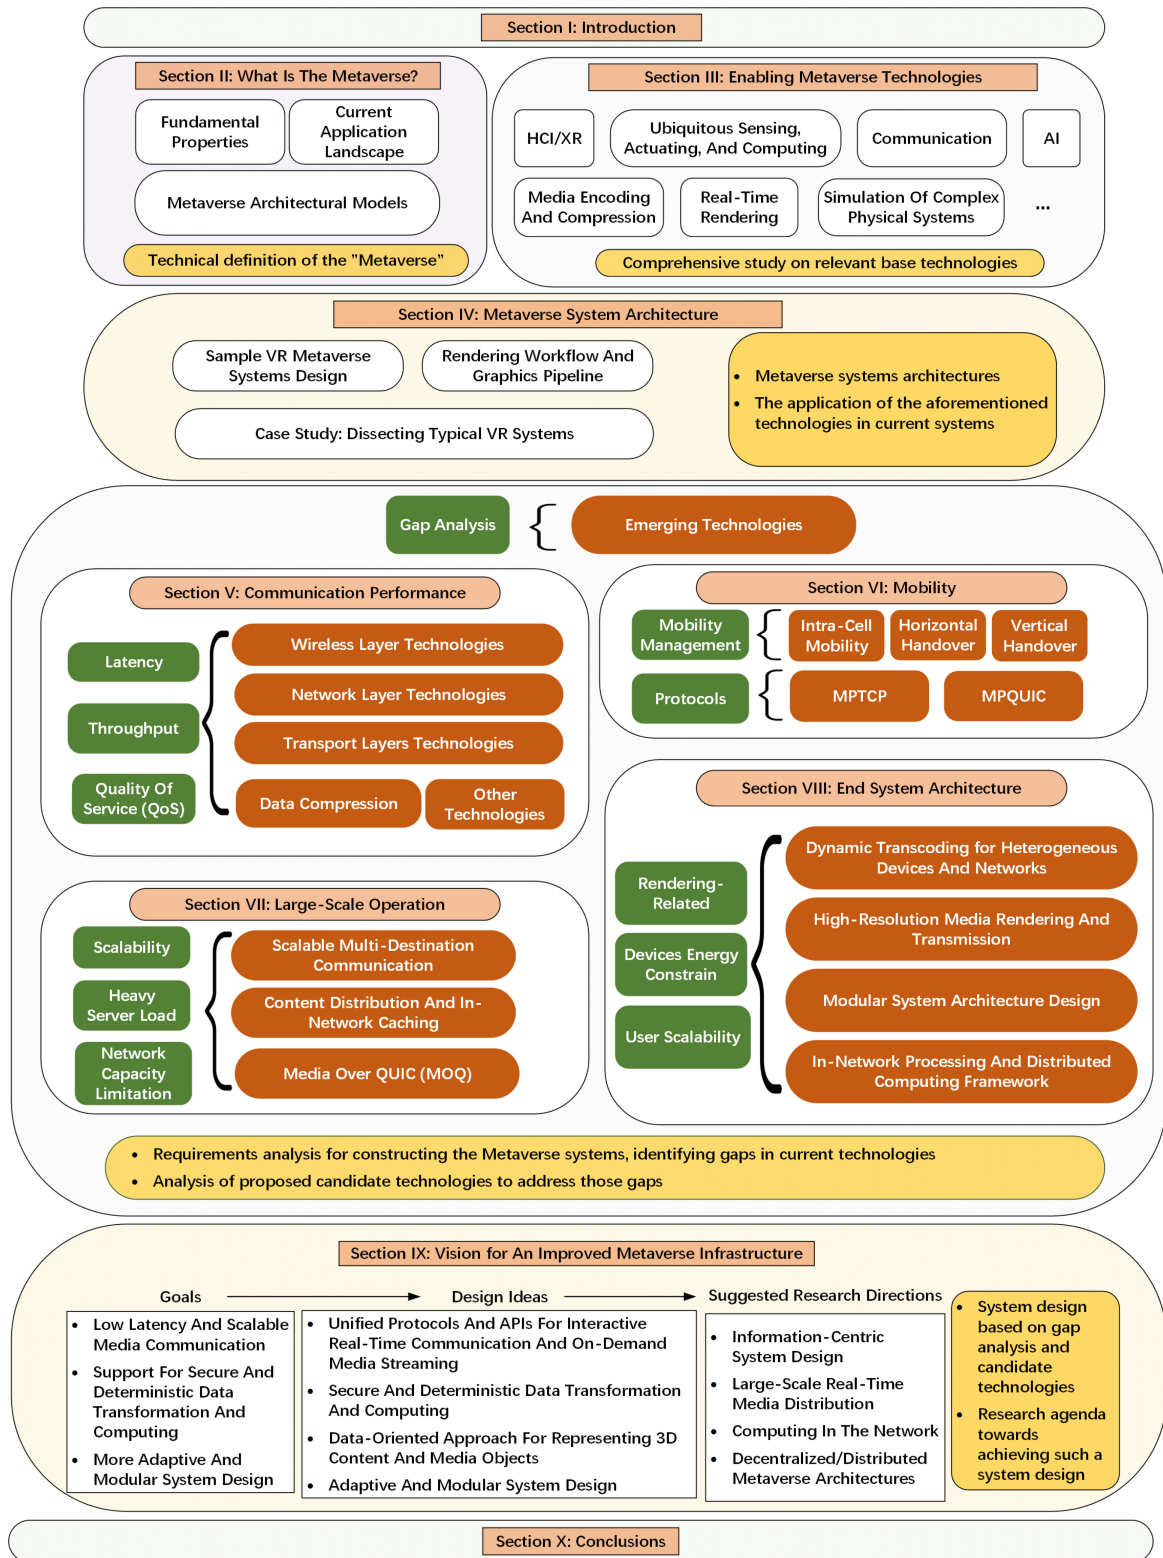 Section I: Introduction
Section II: What Is The Metaverse?
Fundamental
Properties
Current
Application
Landscape
Metaverse Architectural Models
Technical definition of the "Metaverse"
Section III: Enabling Metaverse Technologies
HCI/XR
Ubiquitous Sensing,
Actuating, And Computing
Communication
AI
Media Encoding
And Compression
Real-Time
Rendering
Simulation Of Complex
Physical Systems
...
Comprehensive study on relevant base technologies
Section IV: Metaverse System Architecture
Sample VR Metaverse
Systems Design
Rendering Workflow And
Graphics Pipeline
Case Study: Dissecting Typical VR Systems
• Metaverse systems architectures
• The application of the aforementioned
technologies in current systems
Gap Analysis
Emerging Technologies
Section V: Communication Performance
Latency
Throughput
Quality Of
Service (QoS)
Wireless Layer Technologies
Network Layer Technologies
Transport Layers Technologies
Data Compression
Other
Technologies
Section VI: Mobility
Mobility
Management
Intra-Cell
Mobility
Horizontal
Handover
Vertical
Handover
Protocols
MPTCP
MPQUIC
Section VII: Large-Scale Operation
Scalability
Heavy
Server Load
Network
Capacity
Limitation
Scalable Multi-Destination
Communication
Content Distribution And In-
Network Caching
Media Over QUIC (MOQ)
Section VIII: End System Architecture
Rendering-
Related
Devices Energy
Constrain
User Scalability
Dynamic Transcoding for Heterogeneous
Devices And Networks
High-Resolution Media Rendering And
Transmission
Modular System Architecture Design
In-Network Processing And Distributed
Computing Framework
• Requirements analysis for constructing the Metaverse systems, identifying gaps in current technologies
• Analysis of proposed candidate technologies to address those gaps
Section IX: Vision for An Improved Metaverse Infrastructure
Goals
• Low Latency And Scalable
Media Communication
• Support For Secure And
Deterministic Data
Transformation And
Computing
• More Adaptive And
Modular System Design
Design Ideas
• Unified Protocols And APIs For Interactive
Real-Time Communication And On-Demand
Media Streaming
• Secure And Deterministic Data Transformation
And Computing
• Data-Oriented Approach For Representing 3D
Content And Media Objects
• Adaptive And Modular System Design
Suggested Research Directions
• Information-Centric
System Design
• Large-Scale Real-Time
Media Distribution
• Computing In The Network
• Decentralized/Distributed
Metaverse Architectures
• System design
based on gap
analysis and
candidate
technologies
• Research agenda
towards
achieving such a
system design
Section X: Conclusions